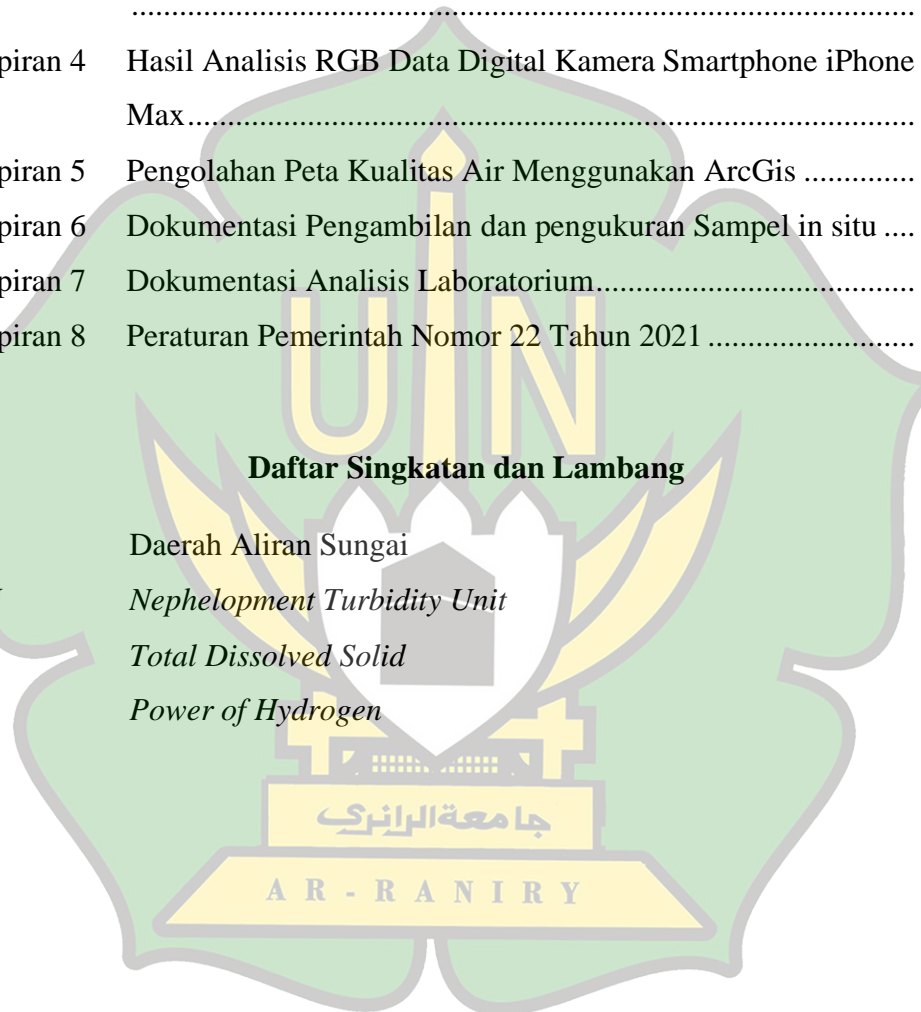 ...............................................................................................
piran 4 Hasil Analisis RGB Data Digital Kamera Smartphone iPhone
Max........................................................................................
piran 5 Pengolahan Peta Kualitas Air Menggunakan ArcGis ..............
piran 6 Dokumentasi Pengambilan dan pengukuran Sampel in situ ....
piran 7 Dokumentasi Analisis Laboratorium.......................................
piran 8 Peraturan Pemerintah Nomor 22 Tahun 2021 .........................
UIN
Daftar Singkatan dan Lambang
Daerah Aliran Sungai
Nephelopment Turbidity Unit
Total Dissolved Solid
Power of Hydrogen
جامعة الرانري
AR-RANIRY